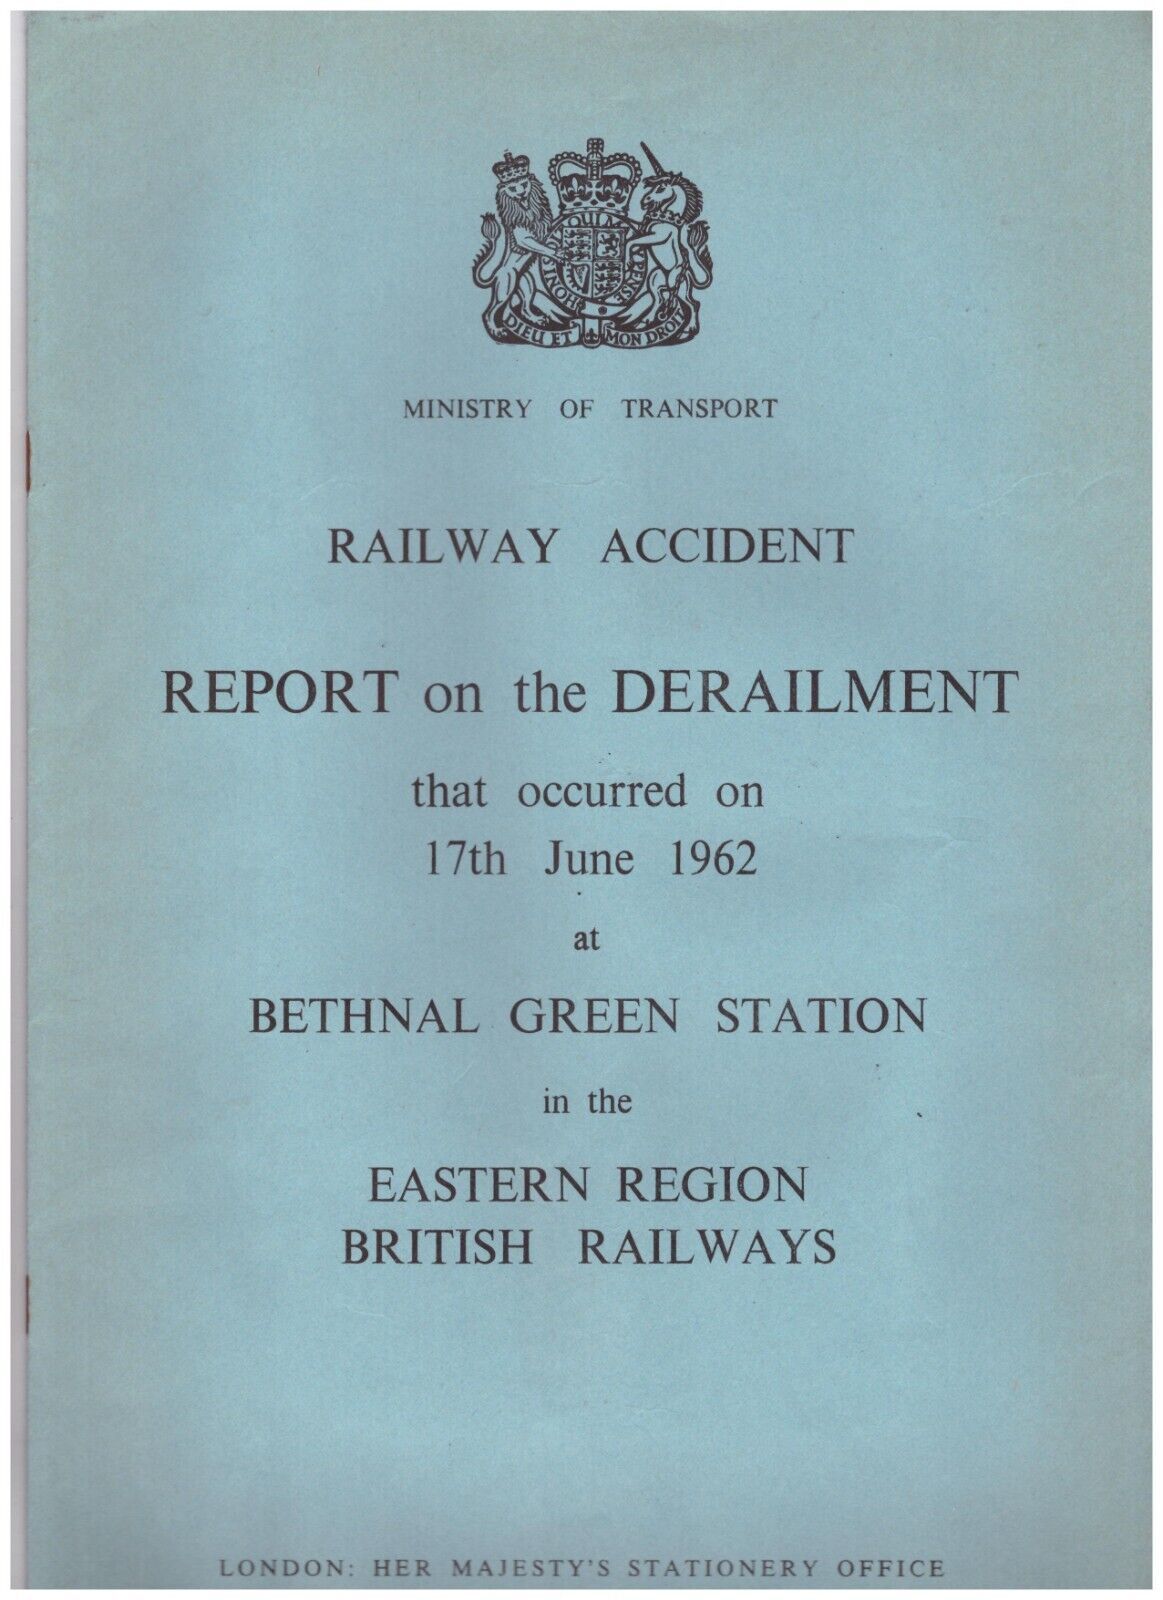 DIEU ET MON DROIT
MINISTRY OF TRANSPORT
RAILWAY ACCIDENT
REPORT on the DERAILMENT
that occurred on
17th June 1962
at
BETHNAL GREEN STATION
in the
EASTERN REGION
BRITISH RAILWAYS
LONDON: HER MAJESTY'S STATIONERY OFFICE